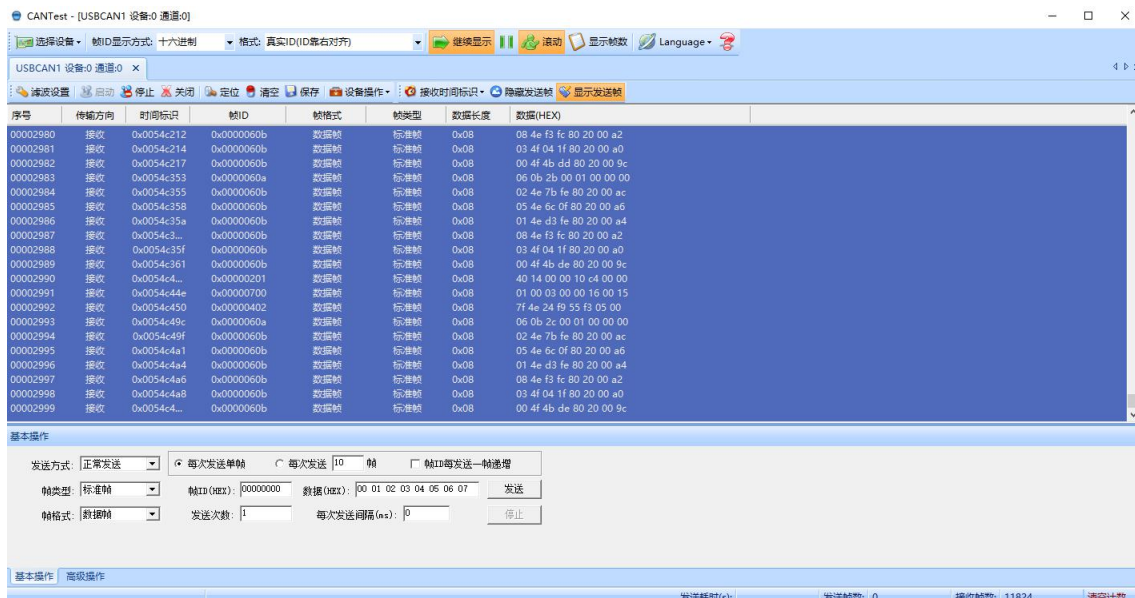 CANTest - [USBCAN1 设备:0 通道:0]
选择设备 帧ID显示方式: 十六进制 格式: 真实ID(ID靠右对齐) 继续显示 滚动 显示帧数 Language
USBCAN1 设备:0 通道:0
滤波设置 启动 停止 关闭 定位 清空 保存 设备操作 接收时间标识 隐藏发送帧 显示发送帧
序号 传输方向 时间标识 帧ID 帧格式 帧类型 数据长度 数据(HEX)
00002980 接收 0x0054c212 0x0000060b 数据帧 标准帧 0x08 08 4e f3 fc 80 20 00 a2
00002981 接收 0x0054c214 0x0000060b 数据帧 标准帧 0x08 03 4f 04 1f 80 20 00 a0
00002982 接收 0x0054c217 0x0000060b 数据帧 标准帧 0x08 00 4f 4b dd 80 20 00 9c
00002983 接收 0x0054c353 0x0000060a 数据帧 标准帧 0x08 06 0b 2b 00 01 00 00 00
00002984 接收 0x0054c355 0x0000060b 数据帧 标准帧 0x08 02 4e 7b fe 80 20 00 ac
00002985 接收 0x0054c358 0x0000060b 数据帧 标准帧 0x08 05 4e 6c 0f 80 20 00 a6
00002986 接收 0x0054c35a 0x0000060b 数据帧 标准帧 0x08 01 4e d3 fe 80 20 00 a4
00002987 接收 0x0054c3... 0x0000060b 数据帧 标准帧 0x08 08 4e f3 fc 80 20 00 a2
00002988 接收 0x0054c35f 0x0000060b 数据帧 标准帧 0x08 03 4f 04 1f 80 20 00 a0
00002989 接收 0x0054c361 0x0000060b 数据帧 标准帧 0x08 00 4f 4b de 80 20 00 9c
00002990 接收 0x0054c4... 0x00000201 数据帧 标准帧 0x08 40 14 00 00 10 c4 00 00
00002991 接收 0x0054c44e 0x00000700 数据帧 标准帧 0x08 01 00 03 00 00 16 00 15
00002992 接收 0x0054c450 0x00000402 数据帧 标准帧 0x08 7f 4e 24 f9 55 f3 05 00
00002993 接收 0x0054c49c 0x0000060a 数据帧 标准帧 0x08 06 0b 2c 00 01 00 00 00
00002994 接收 0x0054c49f 0x0000060b 数据帧 标准帧 0x08 02 4e 7b fe 80 20 00 ac
00002995 接收 0x0054c4a1 0x0000060b 数据帧 标准帧 0x08 05 4e 6c 0f 80 20 00 a6
00002996 接收 0x0054c4a4 0x0000060b 数据帧 标准帧 0x08 01 4e d3 fe 80 20 00 a4
00002997 接收 0x0054c4a6 0x0000060b 数据帧 标准帧 0x08 08 4e f3 fc 80 20 00 a2
00002998 接收 0x0054c4a8 0x0000060b 数据帧 标准帧 0x08 03 4f 04 1f 80 20 00 a0
00002999 接收 0x0054c4... 0x0000060b 数据帧 标准帧 0x08 00 4f 4b de 80 20 00 9c
基本操作
发送方式: 正常发送 每次发送单帧 每次发送 10 帧 帧ID每发送一帧递增
帧类型: 标准帧 帧ID(HEX): 00000000 数据(HEX): 00 01 02 03 04 05 06 07 发送
帧格式: 数据帧 发送次数: 1 每次发送间隔(ms): 0 停止
基本操作 高级操作
发送耗时(s): 发送帧数: 0 接收帧数: 11824 清空计数